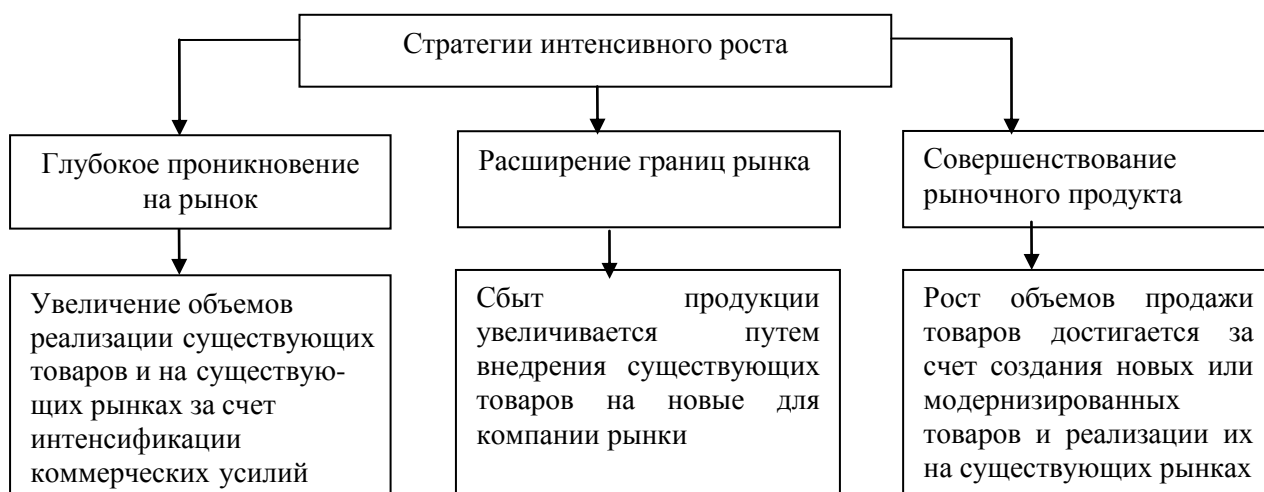 Стратегии интенсивного роста
Глубокое проникновение
на рынок
Расширение границ рынка
Совершенствование
рыночного продукта
Увеличение объемов
реализации существующих
товаров и на существую-
щих рынках за счет
интенсификации
коммерческих усилий
Сбыт продукции
увеличивается путем
внедрения существующих
товаров на новые для
компании рынки
Рост объемов продажи
товаров достигается за
счет создания новых или
модернизированных
товаров и реализации их
на существующих рынках